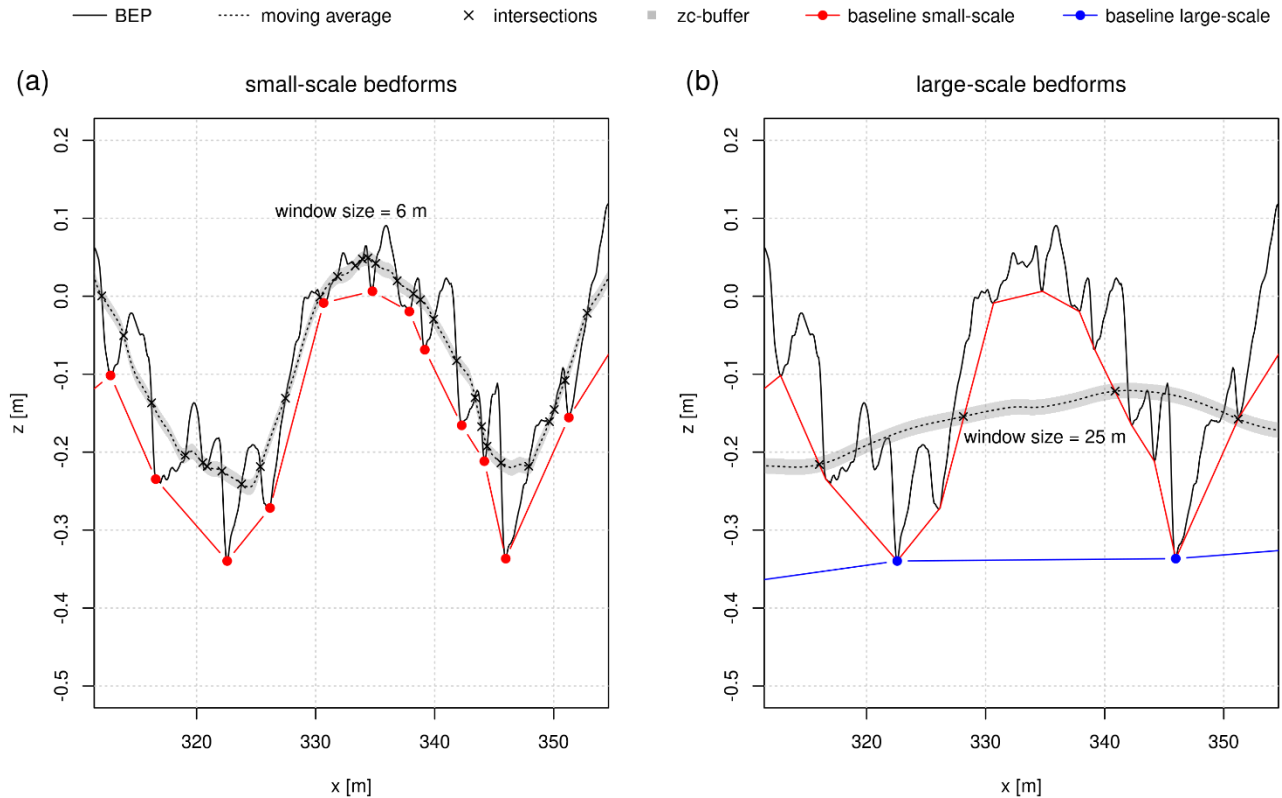 BEP moving average intersections zc-buffer baseline small-scale baseline large-scale
(a) small-scale bedforms
0.2
0.1
0.0
-0.1
-0.2
-0.3
-0.4
-0.5
z [m]
window size = 6 m
320 330 340 350
x [m]
(b) large-scale bedforms
0.2
0.1
0.0
-0.1
-0.2
-0.3
-0.4
-0.5
z [m]
window size = 25 m
320 330 340 350
x [m]